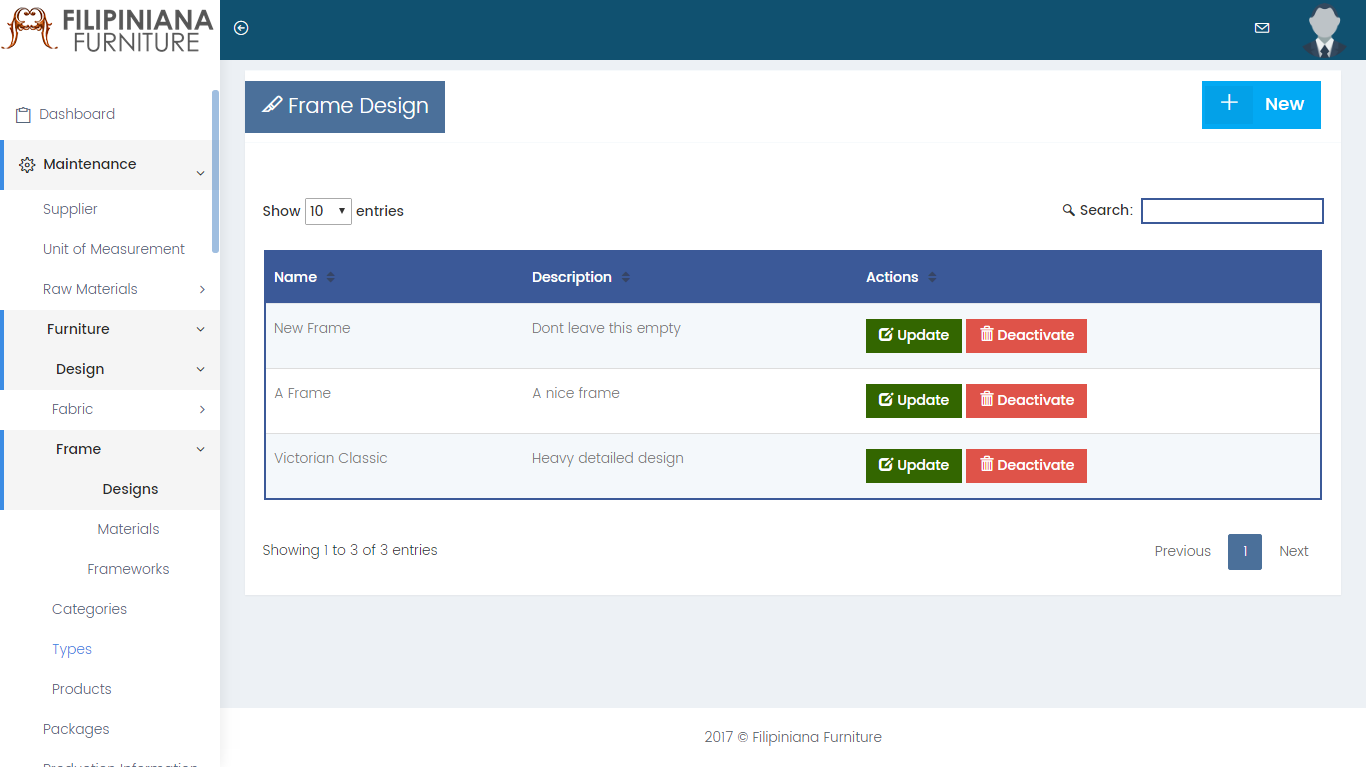 FILIPINIANA
FURNITURE
Dashboard
Maintenance
Supplier
Unit of Measurement
Raw Materials
Furniture
Design
Fabric
Frame
Designs
Materials
Frameworks
Categories
Types
Products
Packages
Production Information
Frame Design
New
Show 10 entries
Search:
Name Description Actions
New Frame Dont leave this empty Update Deactivate
A Frame A nice frame Update Deactivate
Victorian Classic Heavy detailed design Update Deactivate
Showing 1 to 3 of 3 entries
Previous 1 Next
2017 © Filipiniana Furniture